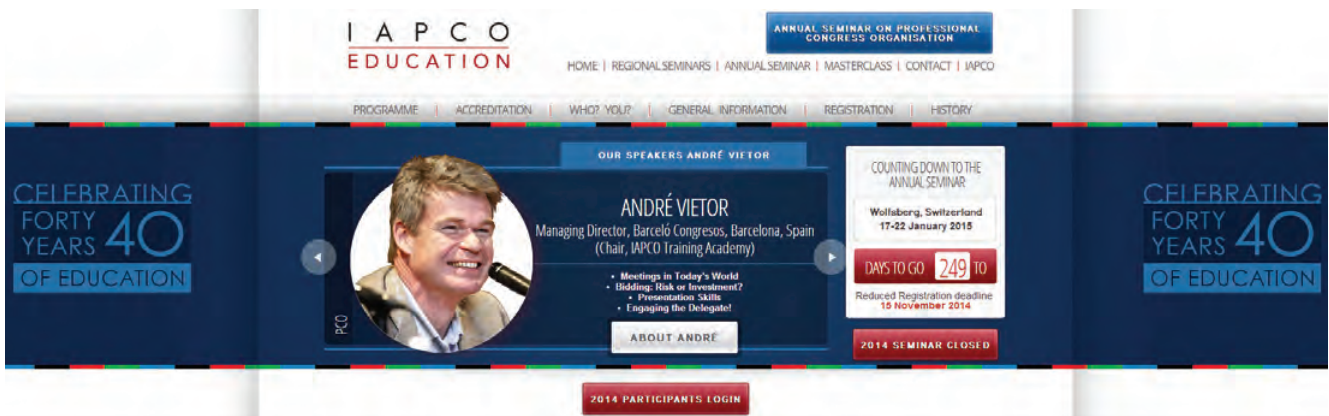 IAPCO
EDUCATION
ANNUAL SEMINAR ON PROFESSIONAL
CONGRESS ORGANISATION
HOME | REGIONAL SEMINARS | ANNUAL SEMINAR | MASTERCLASS | CONTACT | IAPCO
PROGRAMME | ACCREDITATION | WHO? YOU? | GENERAL INFORMATION | REGISTRATION | HISTORY
CELEBRATING
FORTY
YEARS 40
OF EDUCATION
OUR SPEAKERS ANDRÉ VIETOR
PCO
ANDRÉ VIETOR
Managing Director, Barceló Congresos, Barcelona, Spain
(Chair, IAPCO Training Academy)
• Meetings in Today's World
• Bidding: Risk or Investment?
• Presentation Skills
• Engaging the Delegate!
ABOUT ANDRÉ
COUNTING DOWN TO THE
ANNUAL SEMINAR
Wolfsberg, Switzerland
17-22 January 2015
DAYS TO GO 249 TO
Reduced Registration deadline
15 November 2014
2014 SEMINAR CLOSED
CELEBRATING
FORTY
YEARS 40
OF EDUCATION
2014 PARTICIPANTS LOGIN